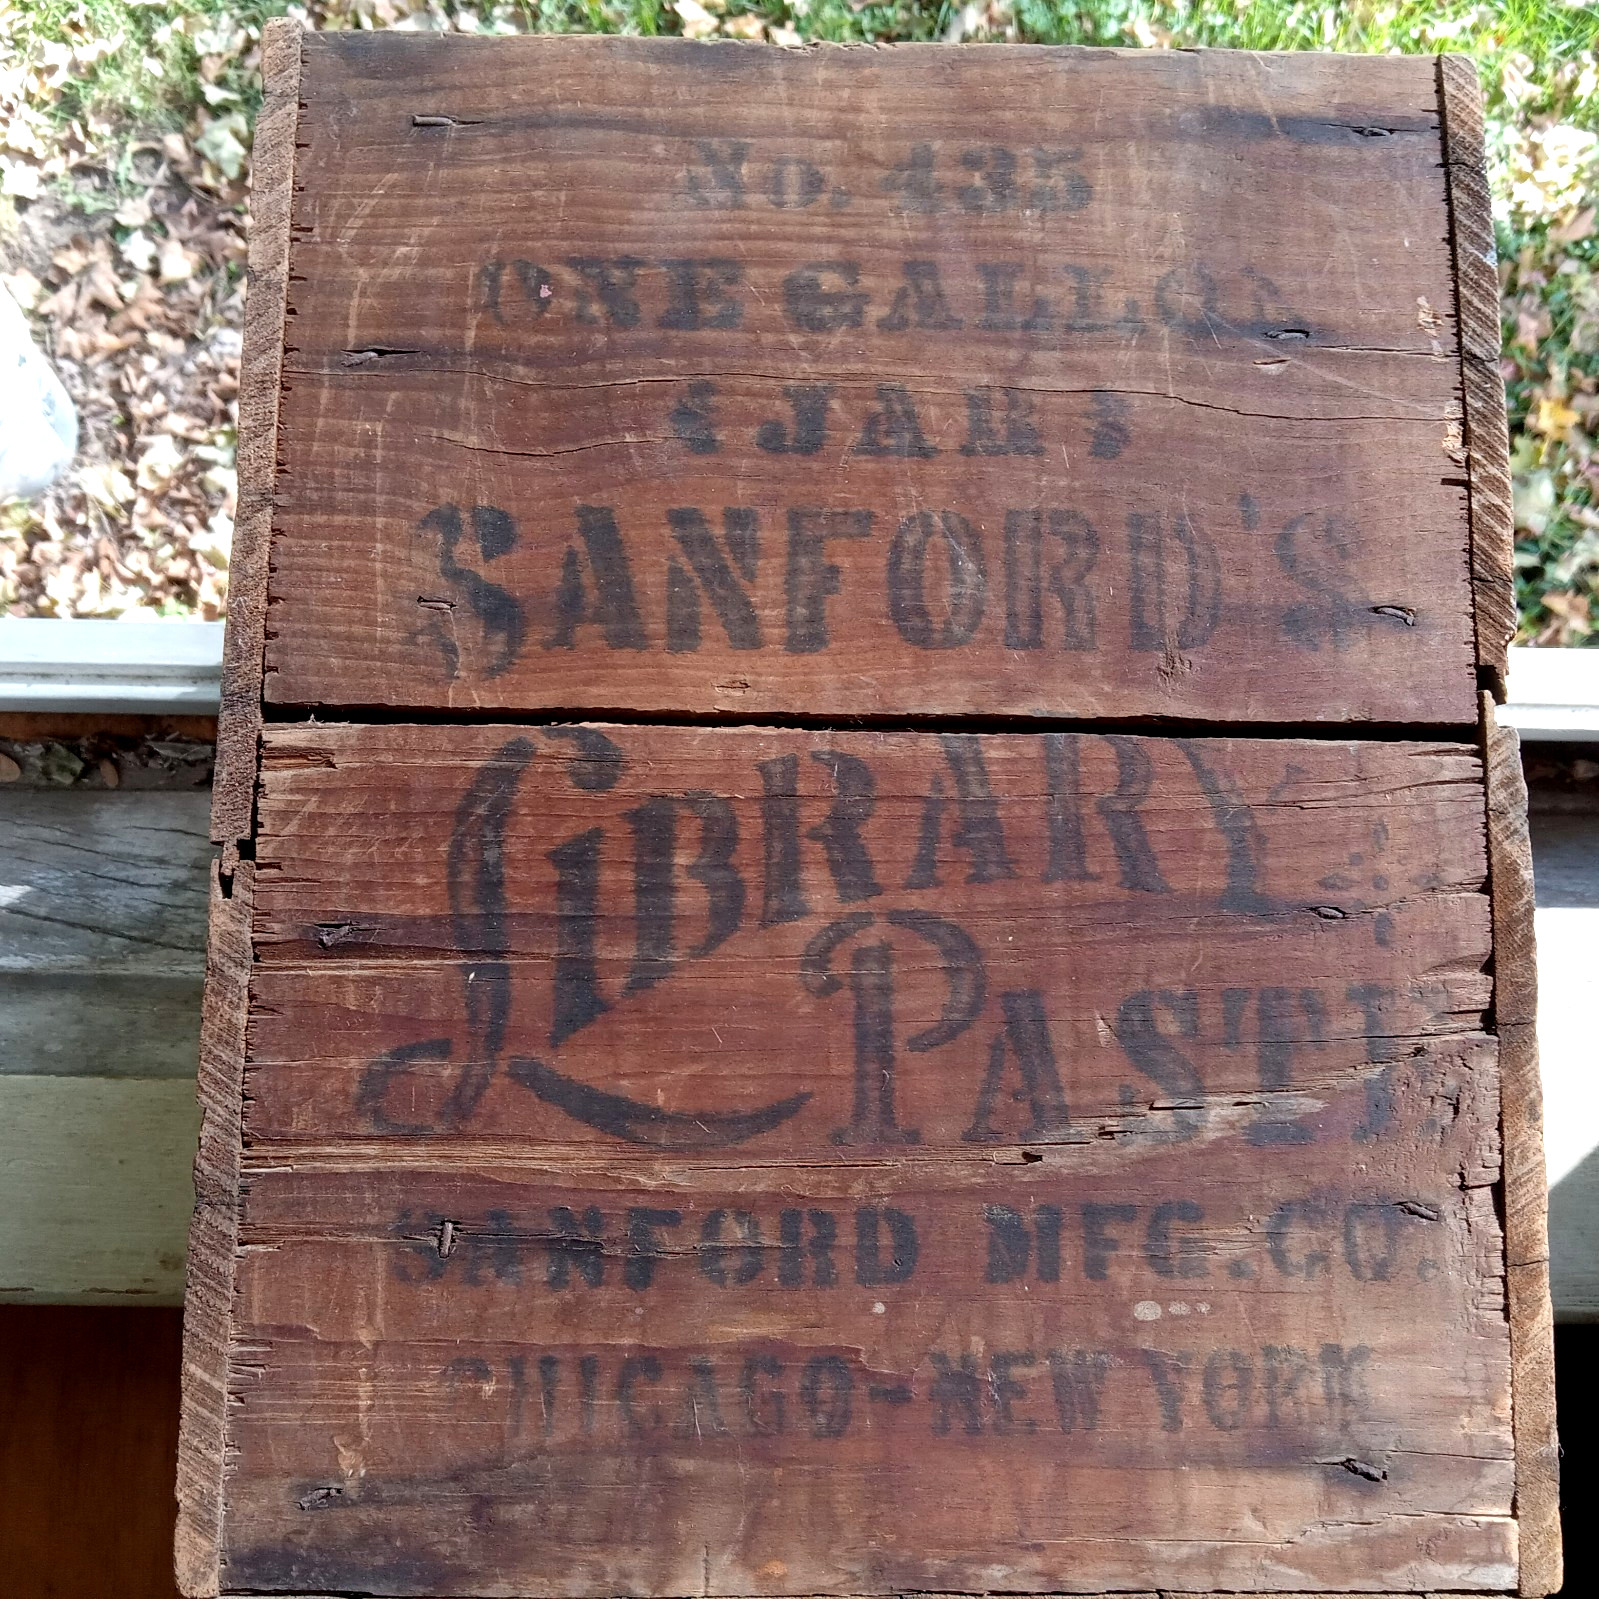 No. 435
ONE GALLON
(JAR)
SANFORD'S
LIBRARY
PASTE
SANFORD MFG. CO.
CHICAGO-NEW YORK